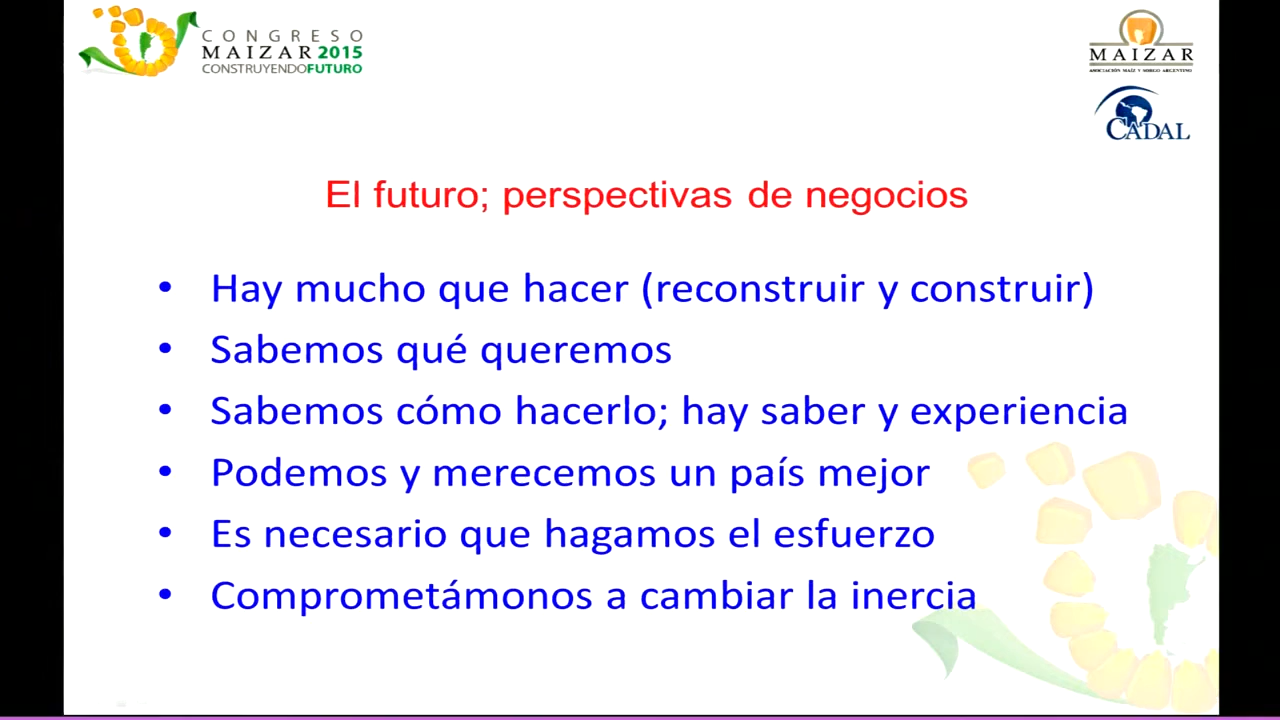 CONGRESO
MAIZAR 2015
CONSTRUYENDOFUTURO
MAIZAR
ASOCIACIÓN MAÍZ Y SORGO ARGENTINO
CADAL
El futuro; perspectivas de negocios
• Hay mucho que hacer (reconstruir y construir)
• Sabemos qué queremos
• Sabemos cómo hacerlo; hay saber y experiencia
• Podemos y merecemos un país mejor
• Es necesario que hagamos el esfuerzo
• Comprometámonos a cambiar la inercia